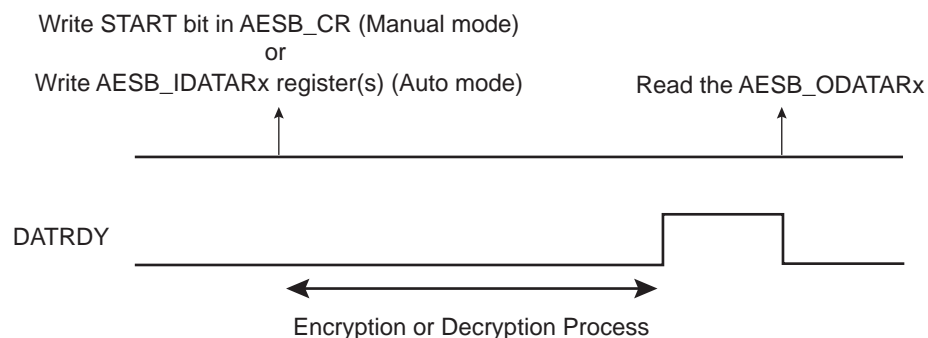 Write START bit in AESB_CR (Manual mode)
or
Write AESB_IDATARx register(s) (Auto mode)
Read the AESB_ODATARx
DATRDY
Encryption or Decryption Process